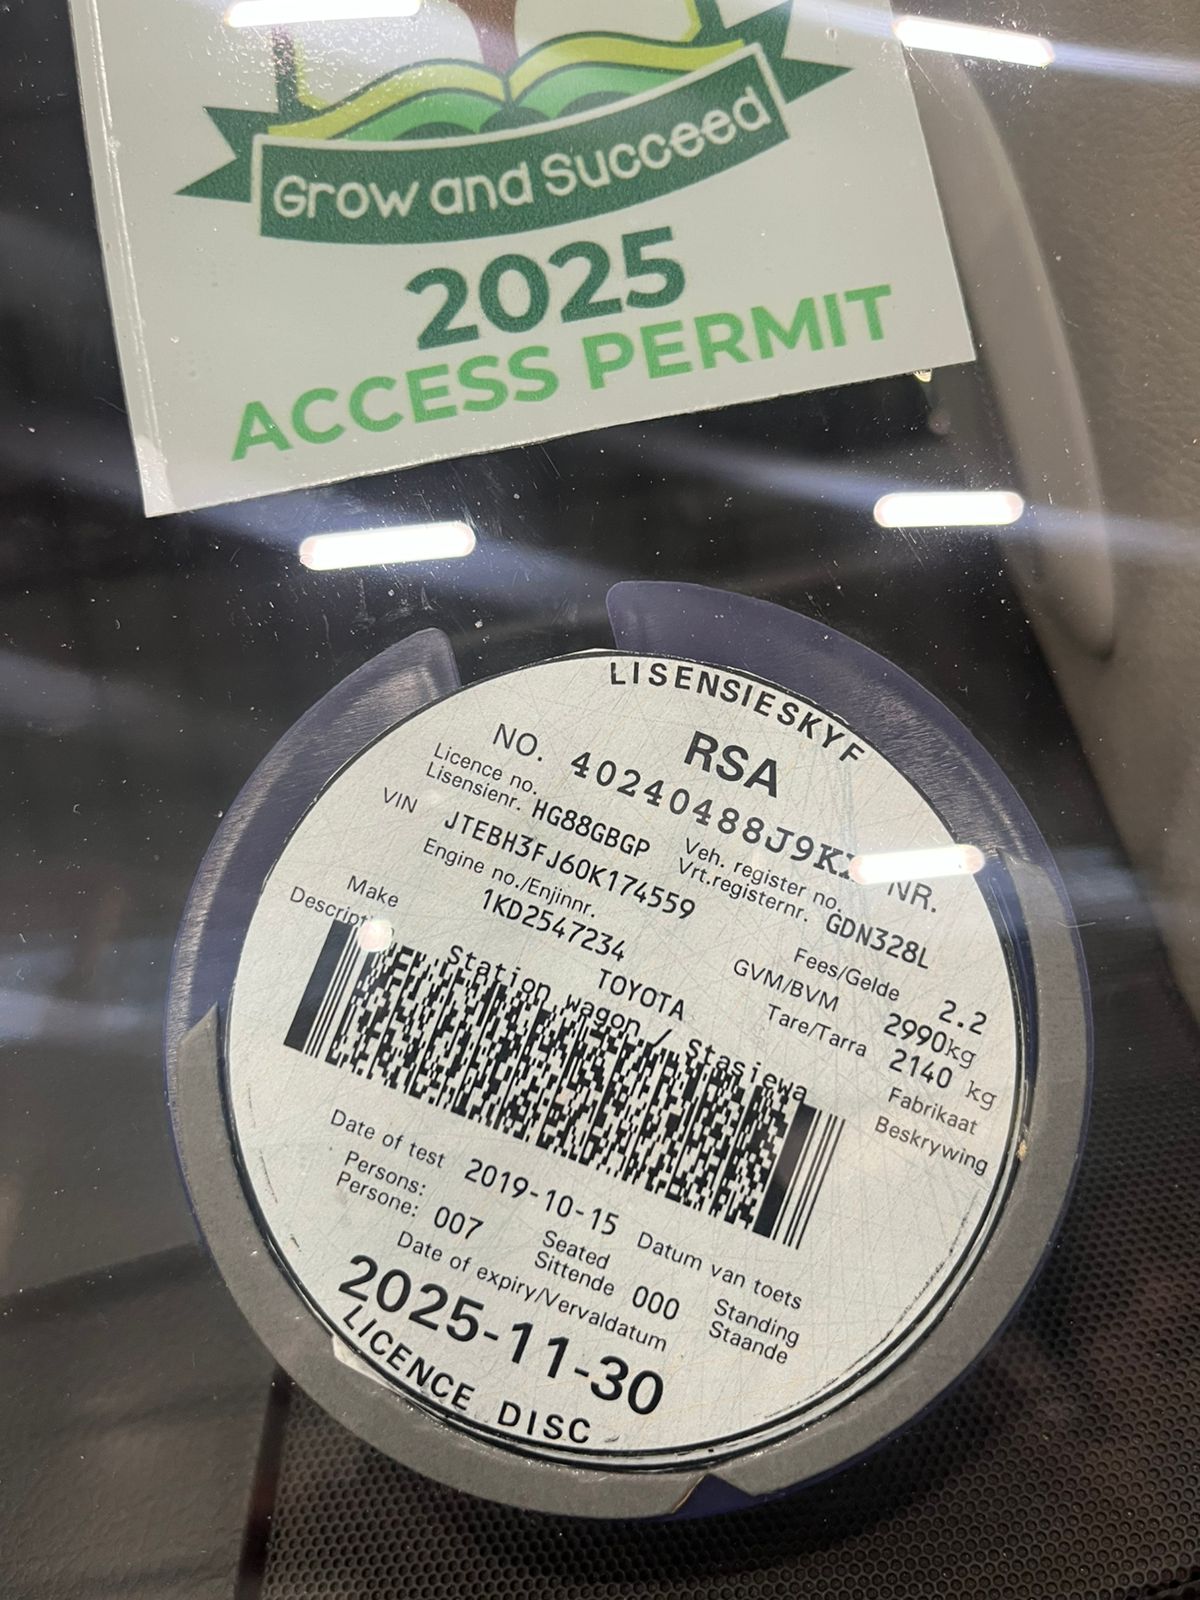 Grow and Succeed
2025
ACCESS PERMIT
LISENSIESKYF
RSA
NO. 40240488J9K NR.
Licence no.
Lisensienr. HG88GBGP
Veh. register no.
Vrt.registernr. GDN328L
VIN JTEBH3FJ60K174559
Engine no./Enjinnr.
1KD2547234
Fees/Gelde 2.2
GVM/BVM 2990kg
Tare/Tarra 2140 kg
Make TOYOTA Fabrikaat
Station wagon / Stasiewa Beskrywing
Date of test 2019-10-15 Datum van toets
Persons:
Persone: 007
Seated
Sittende 000
Standing
Staande
Date of expiry/Vervaldatum
2025-11-30
LICENCE DISC